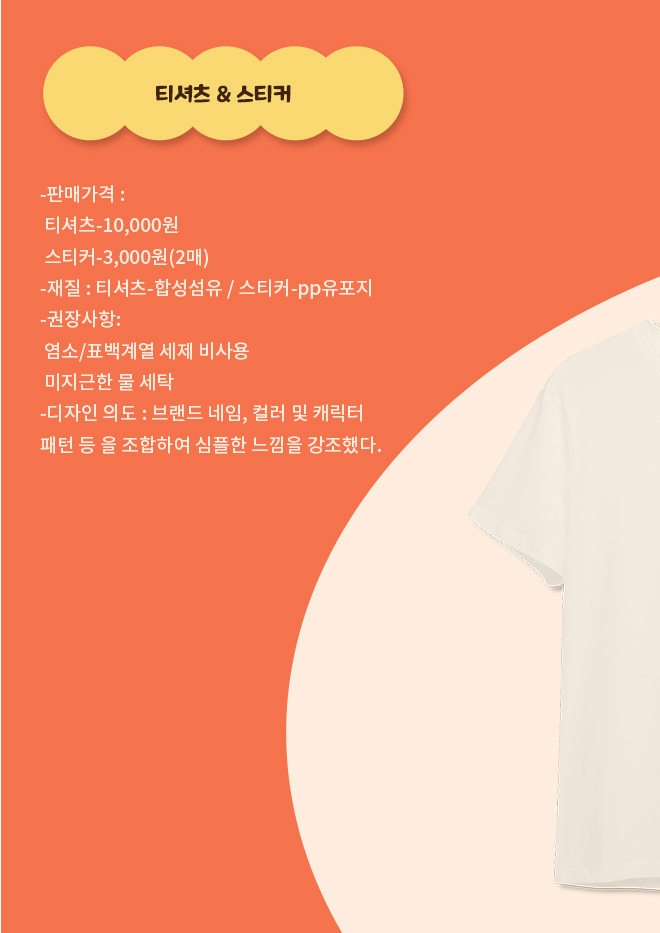 티셔츠 & 스티커
-판매가격 :
티셔츠-10,000원
스티커-3,000원(2매)
-재질 : 티셔츠-합성섬유 / 스티커-pp유포지
-권장사항:
염소/표백계열 세제 비사용
미지근한 물 세탁
-디자인 의도 : 브랜드 네임, 컬러 및 캐릭터
패턴 등 을 조합하여 심플한 느낌을 강조했다.